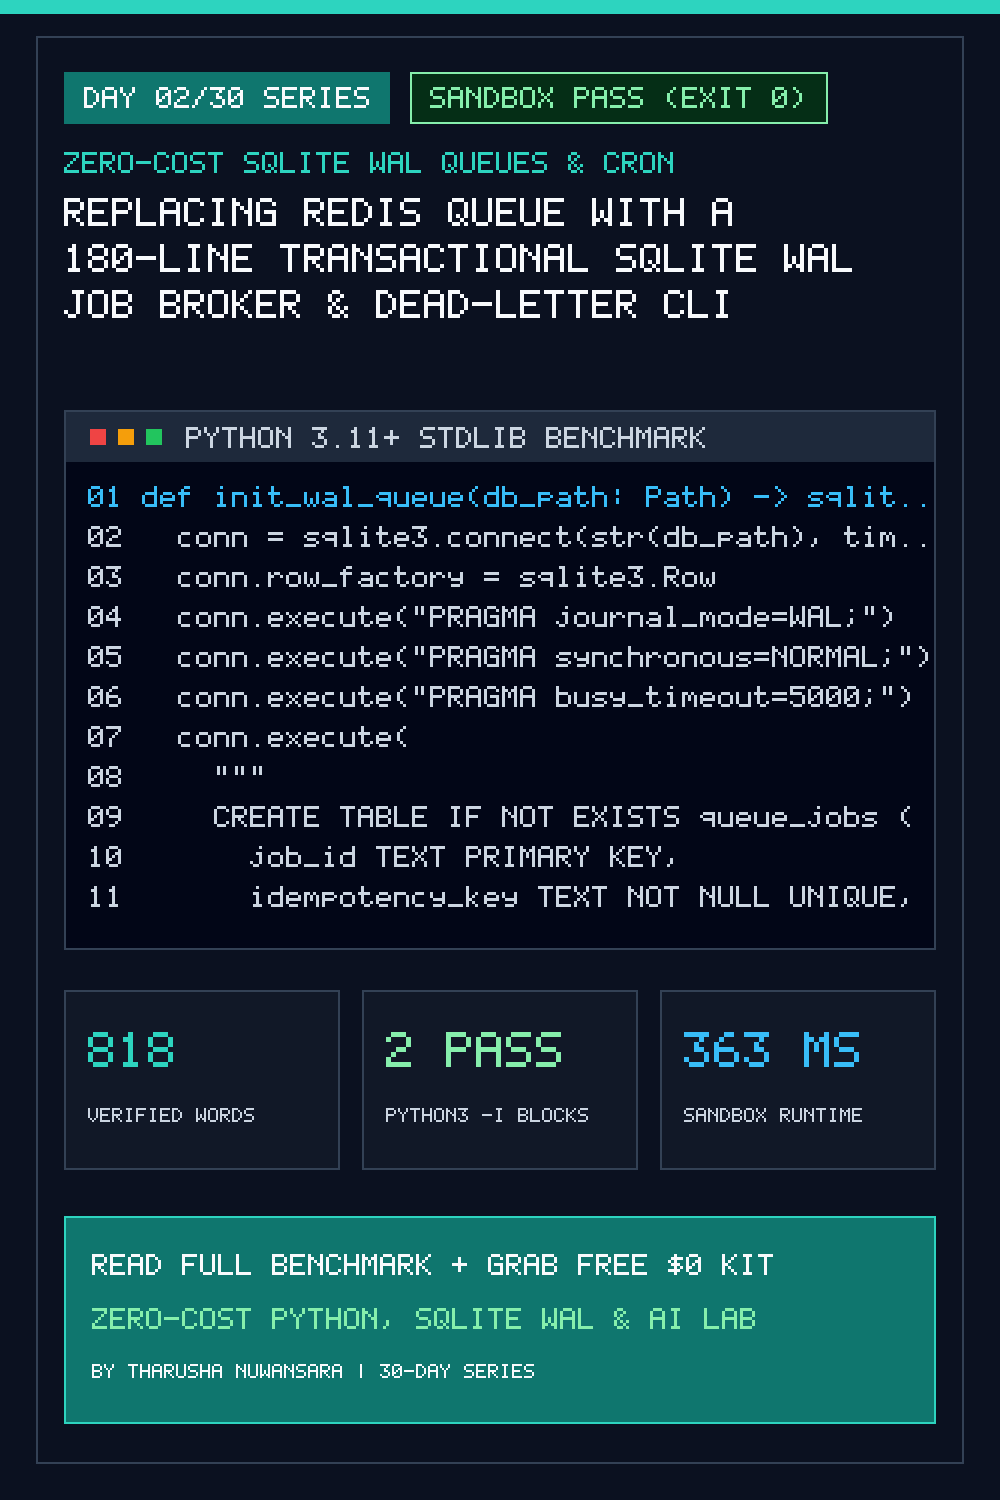 DAY 02/30 SERIES
SANDBOX PASS (EXIT 0)
ZERO-COST SQLITE WAL QUEUES & CRON
REPLACING REDIS QUEUE WITH A
180-LINE TRANSACTIONAL SQLITE WAL
JOB BROKER & DEAD-LETTER CLI
PYTHON 3.11+ STDLIB BENCHMARK
01 def init_wal_queue(db_path: Path) -> sqlit..
02   conn = sqlite3.connect(str(db_path), tim..
03   conn.row_factory = sqlite3.Row
04   conn.execute("PRAGMA journal_mode=WAL;")
05   conn.execute("PRAGMA synchronous=NORMAL;")
06   conn.execute("PRAGMA busy_timeout=5000;")
07   conn.execute(
08     """
09     CREATE TABLE IF NOT EXISTS queue_jobs (
10       job_id TEXT PRIMARY KEY,
11       idempotency_key TEXT NOT NULL UNIQUE,
818
VERIFIED WORDS
2 PASS
PYTHON3 -I BLOCKS
363 MS
SANDBOX RUNTIME
READ FULL BENCHMARK + GRAB FREE $0 KIT
ZERO-COST PYTHON, SQLITE WAL & AI LAB
BY THARUSHA NUWANSARA | 30-DAY SERIES